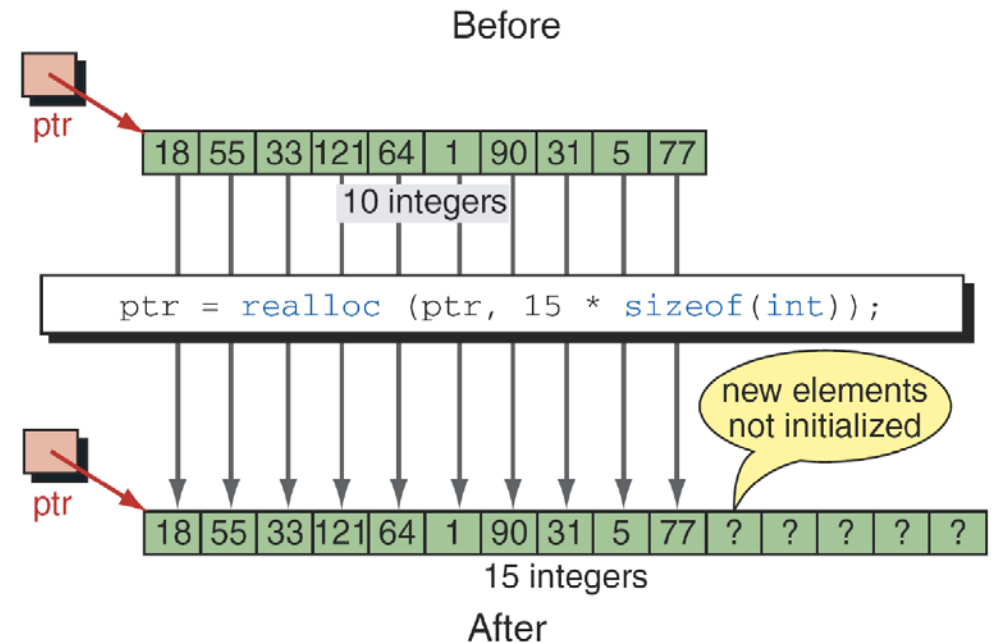 Before
ptr
18 55 33 121 64 1 90 31 5 77
10 integers
ptr = realloc (ptr, 15 * sizeof(int));
new elements
not initialized
ptr
18 55 33 121 64 1 90 31 5 77 ? ? ? ? ?
15 integers
After